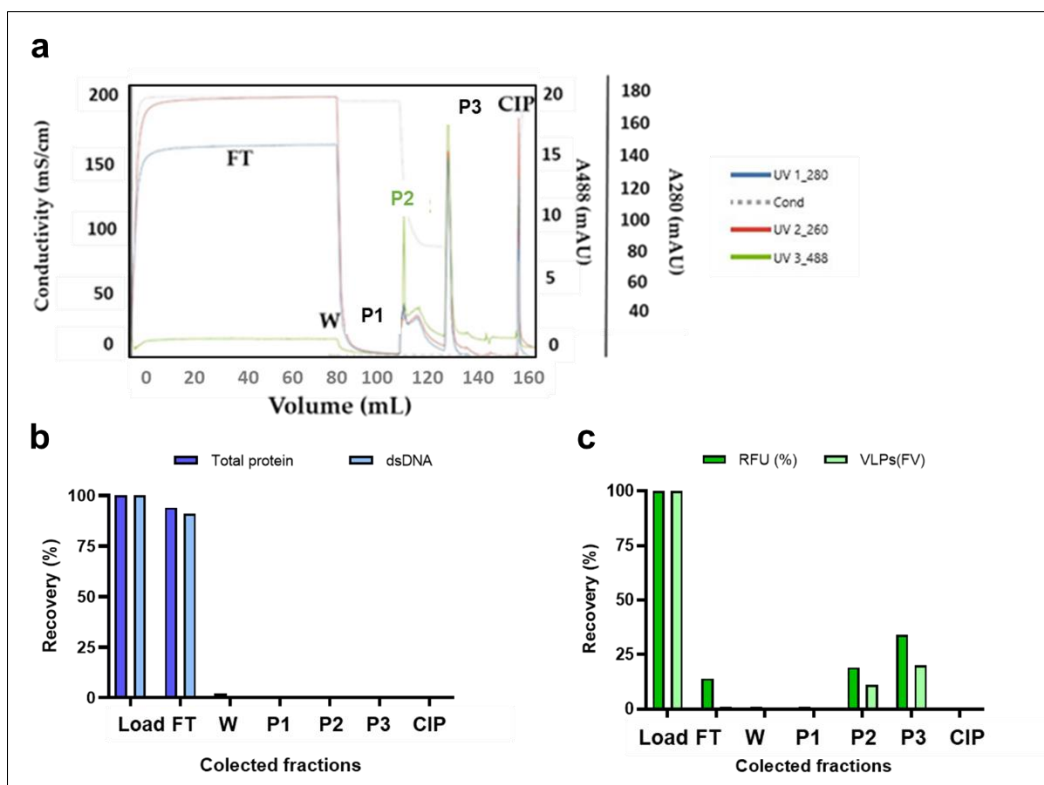 a
200
150
100
50
0
Conductivity (mS/cm)
FT
W
P1
P2
P3
CIP
20
15
10
5
0
A488 (mAU)
180
160
140
120
100
80
60
40
A280 (mAU)
0 20 40 60 80 100 120 140 160
Volume (mL)
UV 1_280
Cond
UV 2_260
UV 3_488
b
Total protein dsDNA
100
75
50
25
0
Recovery (%)
Load FT W P1 P2 P3 CIP
Colected fractions
c
RFU (%) VLPs(FV)
100
75
50
25
0
Recovery (%)
Load FT W P1 P2 P3 CIP
Colected fractions